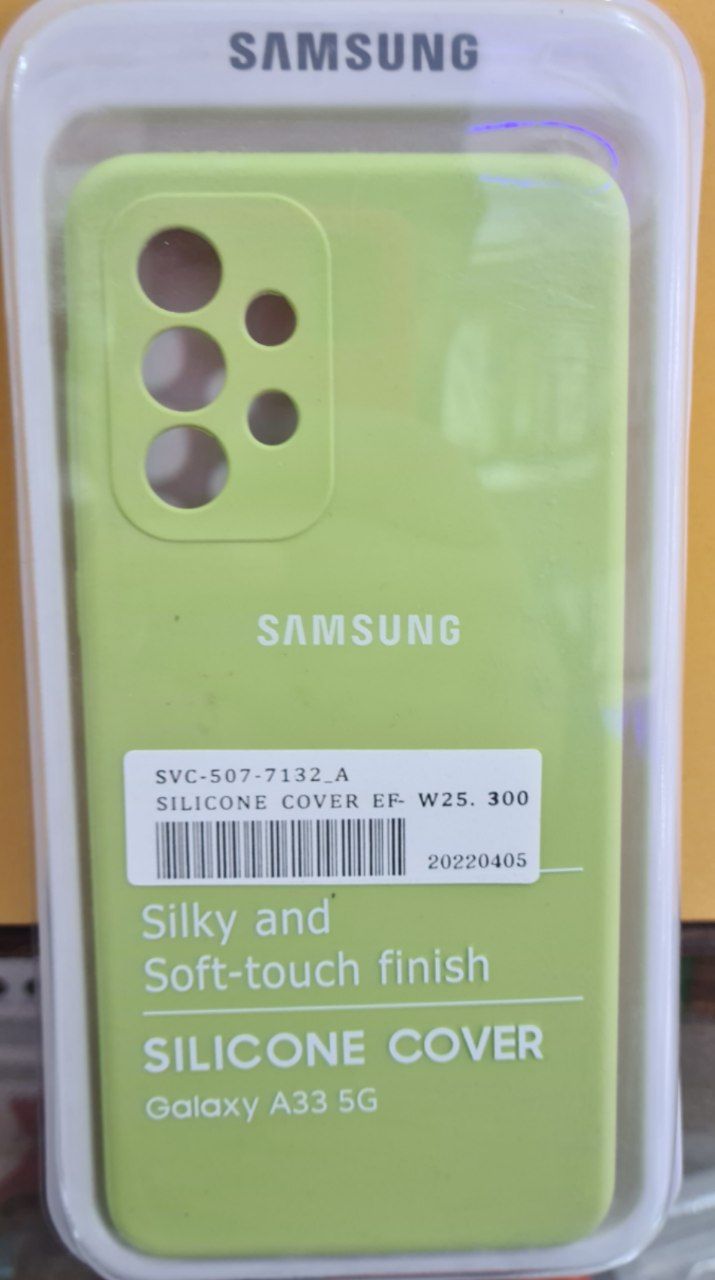 SAMSUNG
SAMSUNG
SVC-507-7132_A
SILICONE COVER EF- W25. 300
20220405
Silky and
Soft-touch finish
SILICONE COVER
Galaxy A33 5G